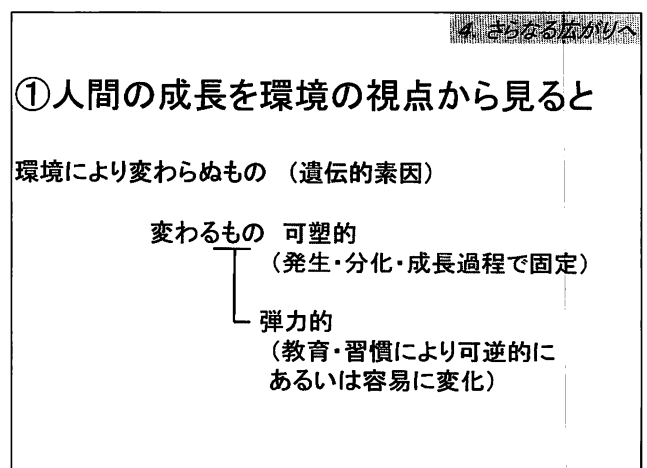 4. さらなる広がりへ
①人間の成長を環境の視点から見ると
環境により変わらぬもの （遺伝的素因）
変わるもの 可塑的
（発生・分化・成長過程で固定）
弾力的
（教育・習慣により可逆的に
あるいは容易に変化）